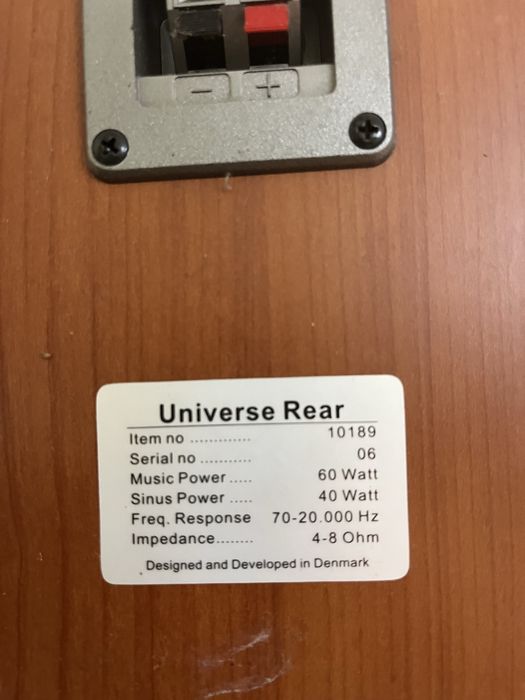 - +
Universe Rear
Item no ............. 10189
Serial no ........... 06
Music Power ..... 60 Watt
Sinus Power ..... 40 Watt
Freq. Response 70-20.000 Hz
Impedance........ 4-8 Ohm
Designed and Developed in Denmark